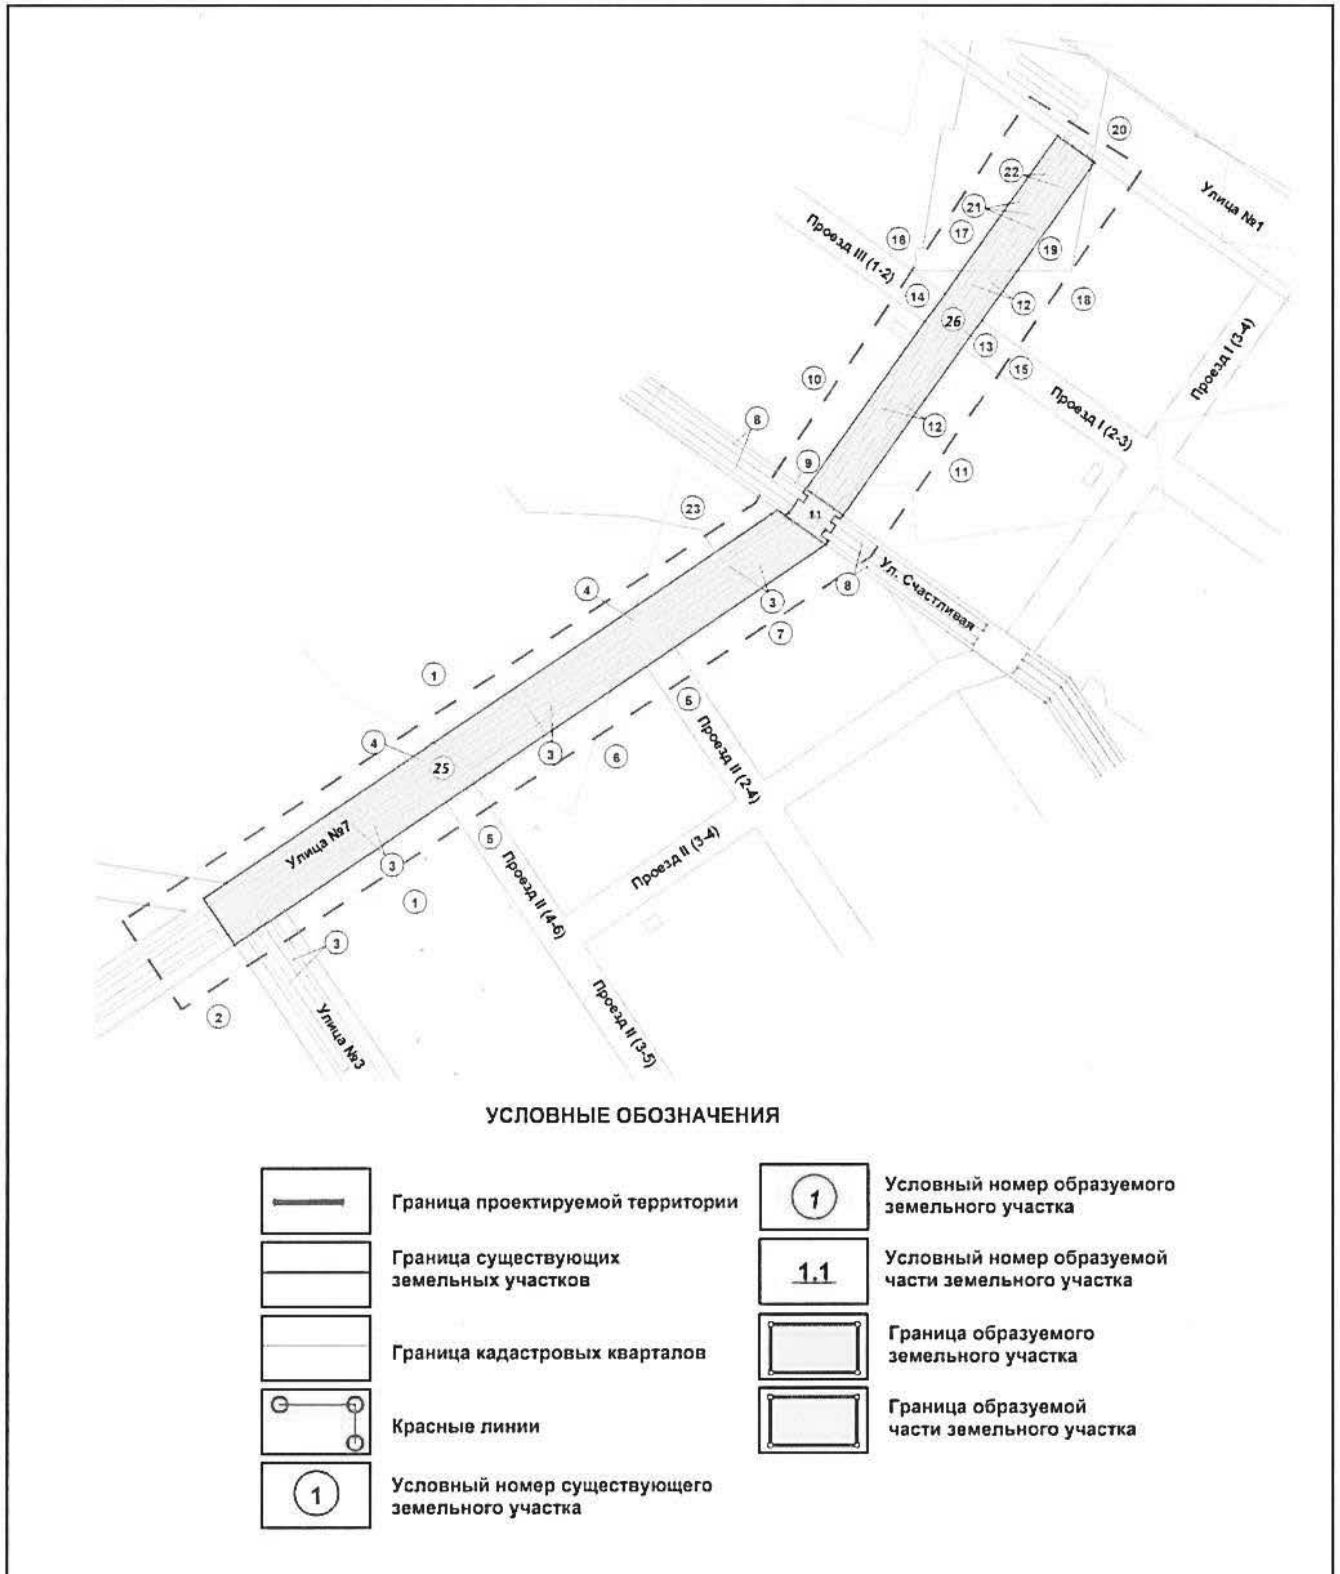 20
22
Улица №1
21
17
16
19
Проезд III (1-2)
14
12
18
26
13
15
Проезд I (3-4)
10
Проезд I (2-3)
8
12
9
11
23
11
Ул. Счастливая
8
4
3
7
1
5
Проезд II (2-4)
4
3
6
25
Улица №7
5
Проезд II (3-4)
3
1
Проезд II (4-6)
3
2
Улица №3
Проезд II (3-5)
УСЛОВНЫЕ ОБОЗНАЧЕНИЯ
Граница проектируемой территории
Граница существующих
земельных участков
Граница кадастровых кварталов
Красные линии
1
Условный номер существующего
земельного участка
1
Условный номер образуемого
земельного участка
1.1
Условный номер образуемой
части земельного участка
Граница образуемого
земельного участка
Граница образуемой
части земельного участка